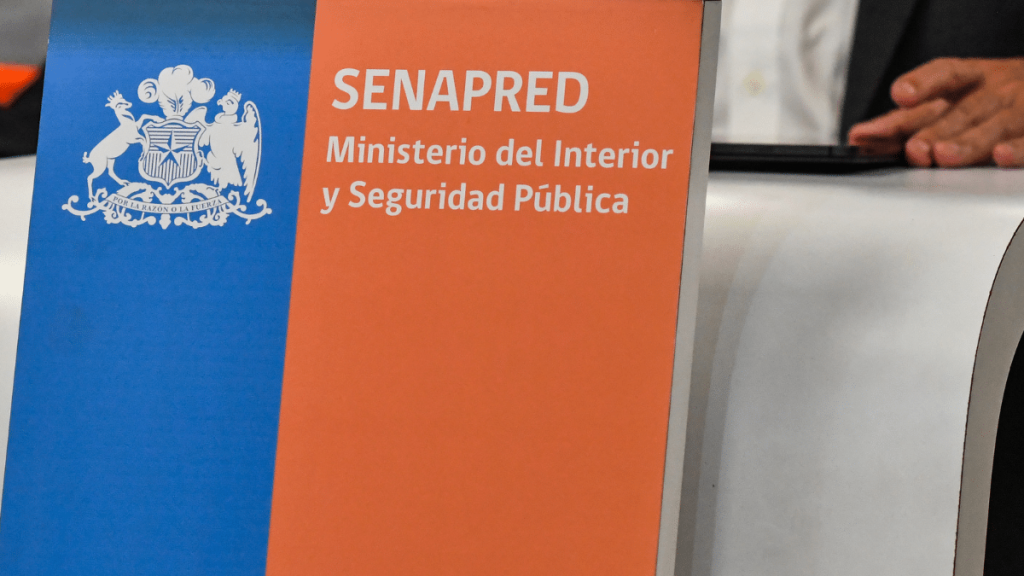 POR LA RAZON O LA FUERZA
SENAPRED
Ministerio del Interior
y Seguridad Pública